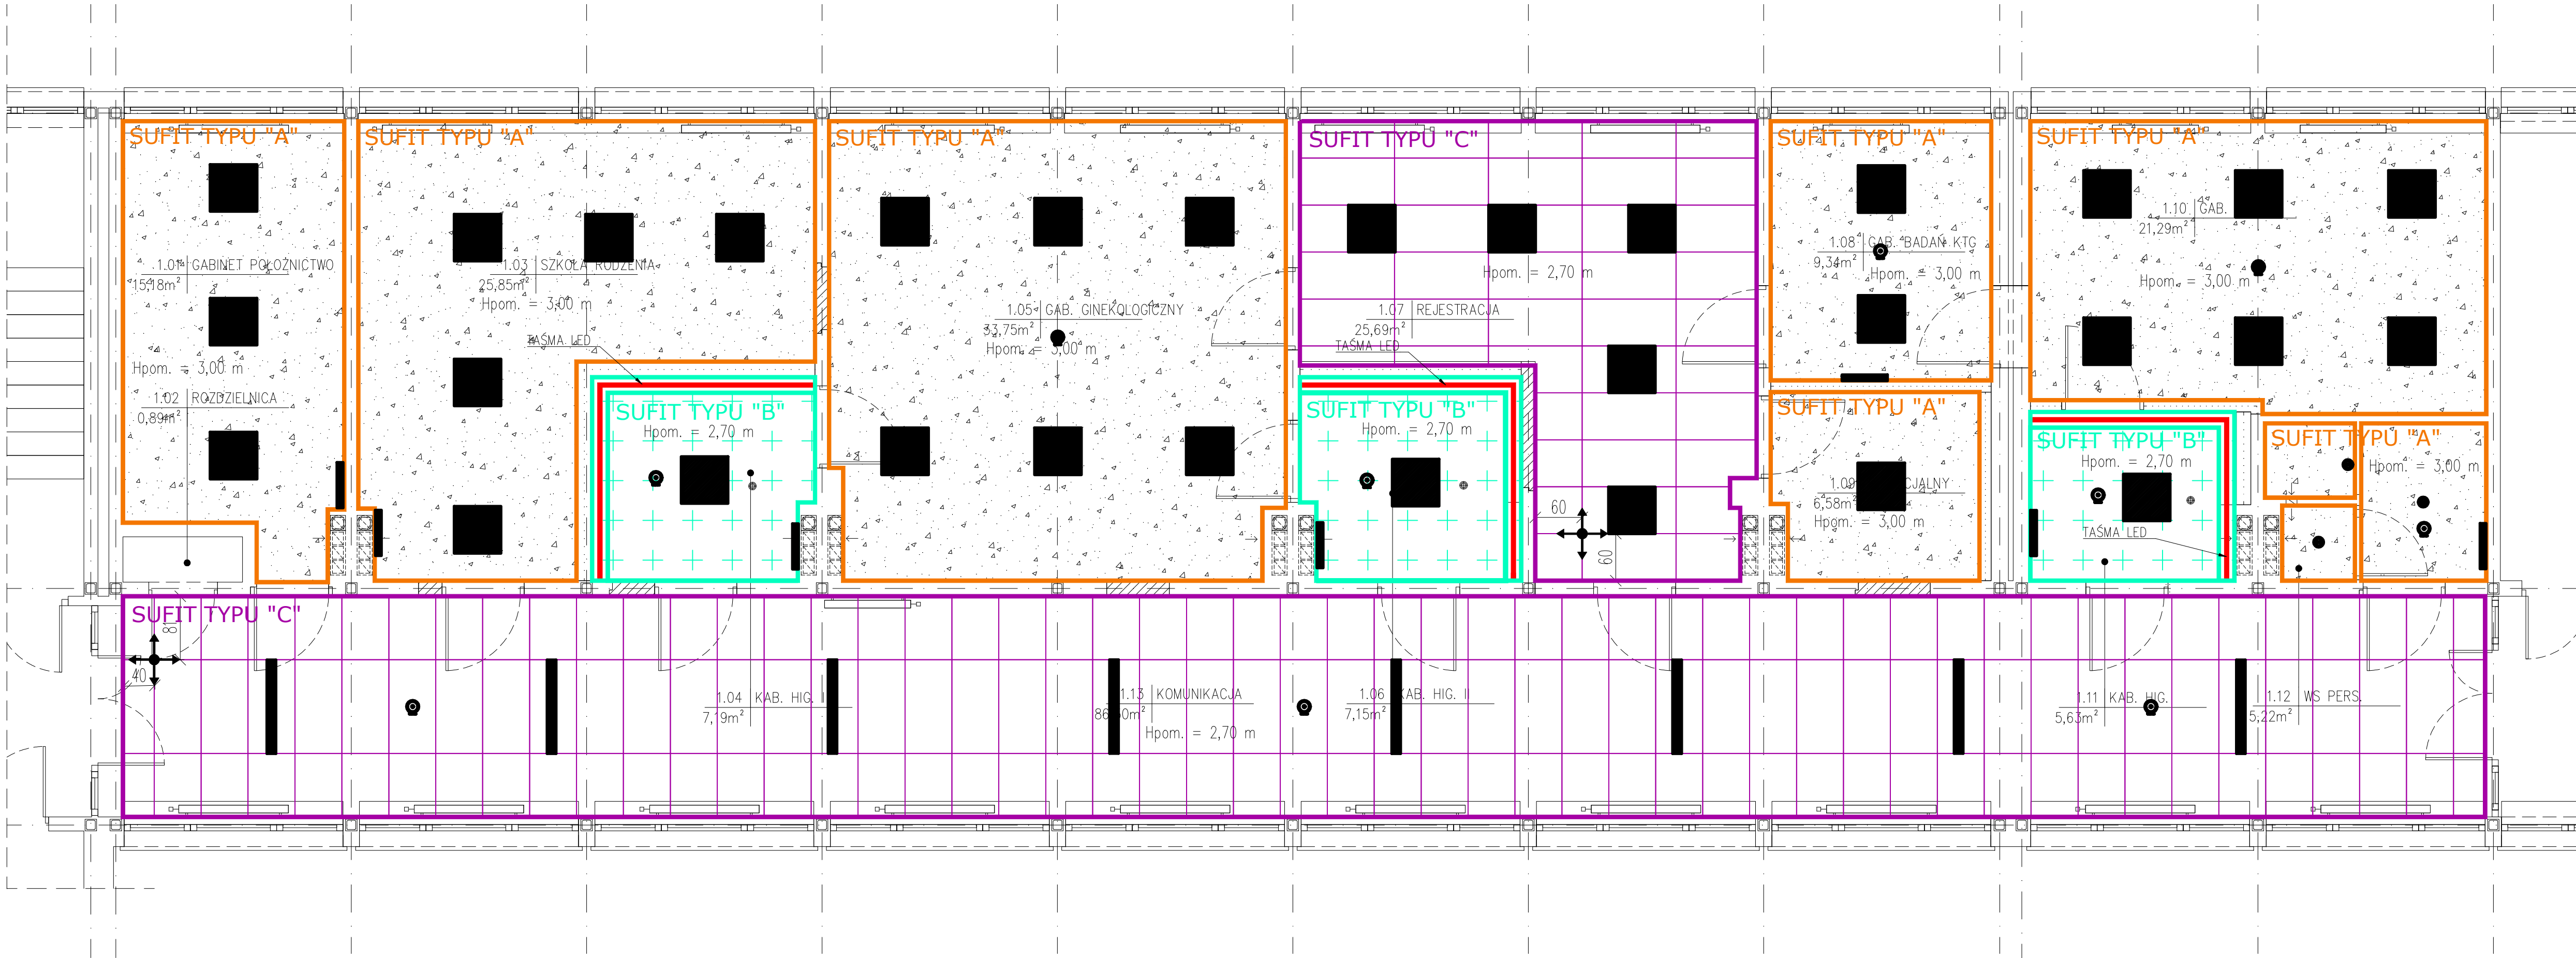 SUFIT TYPU "A"
1.01 GABINET POŁOŻNICTWO
15,18m²
Hpom. = 3,00 m
1.02 ROZDZIELNICA
0,89m²
SUFIT TYPU "A"
1.03 SZKOŁA RODZENIA
25,85m²
Hpom. = 3,00 m
TAŚMA LED
SUFIT TYPU "B"
Hpom. = 2,70 m
SUFIT TYPU "A"
1.05 GAB. GINEKOLOGICZNY
33,75m²
Hpom. = 3,00 m
SUFIT TYPU "C"
Hpom. = 2,70 m
1.07 REJESTRACJA
25,69m²
TAŚMA LED
SUFIT TYPU "B"
Hpom. = 2,70 m
60
60
SUFIT TYPU "A"
1.08 GAB. BADAŃ KTG
9,34m²
Hpom. = 3,00 m
SUFIT TYPU "A"
1.09
6,58m²
Hpom. = 3,00 m
SUFIT TYPU "A"
1.10 GAB.
21,29m²
Hpom. = 3,00 m
SUFIT TYPU "B"
Hpom. = 2,70 m
TAŚMA LED
SUFIT TYPU "A"
Hpom. = 3,00 m
SUFIT TYPU "C"
81
40
1.04 KAB. HIG. I
7,19m²
1.13 KOMUNIKACJA
Hpom. = 2,70 m
1.06 KAB. HIG. II
7,15m²
1.11 KAB. HIG.
5,63m²
1.12 WS PERS.
5,22m²